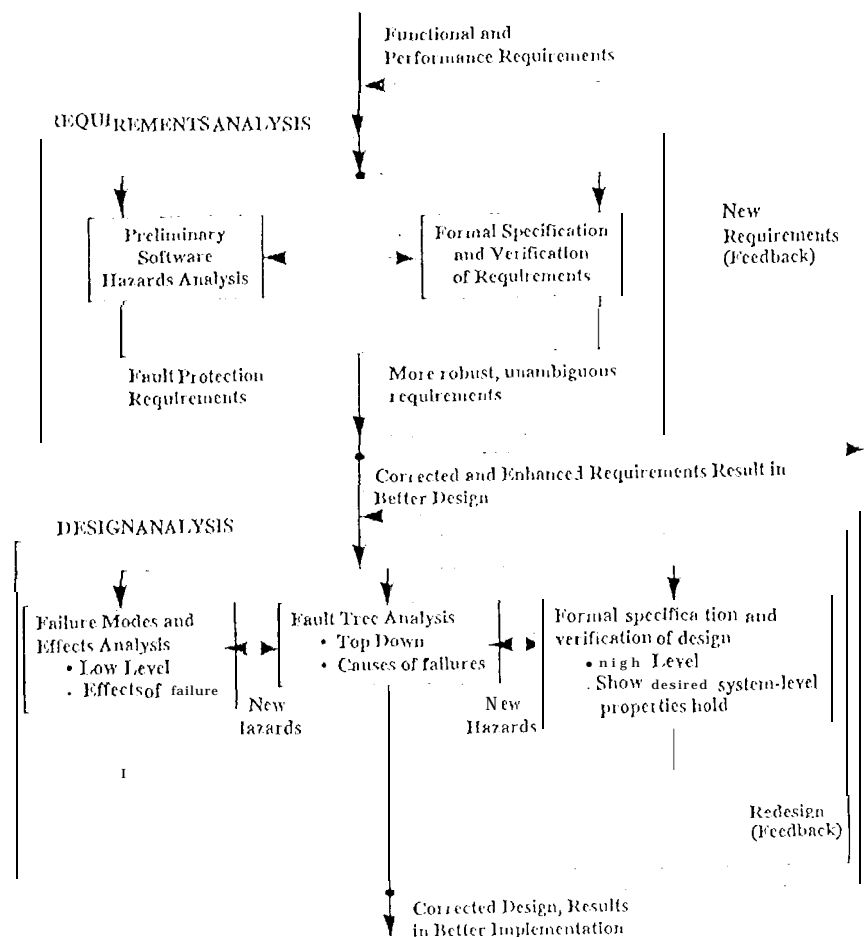 Functional and
Performance Requirements
REQUIREMENTS ANALYSIS
Preliminary
Software
Hazards Analysis
Formal Specification
and Verification
of Requirements
New
Requirements
(Feedback)
Fault Protection
Requirements
More robust, unambiguous
requirements
Corrected and Enhanced Requirements Result in
Better Design
DESIGN ANALYSIS
Failure Modes and
Effects Analysis
• Low Level
. Effects of failure
Fault Tree Analysis
• Top Down
• Causes of failures
Formal specification and
verification of design
• High Level
. Show desired system-level
properties hold
New
Hazards
New
Hazards
Redesign
(Feedback)
Corrected Design, Results
in Better Implementation